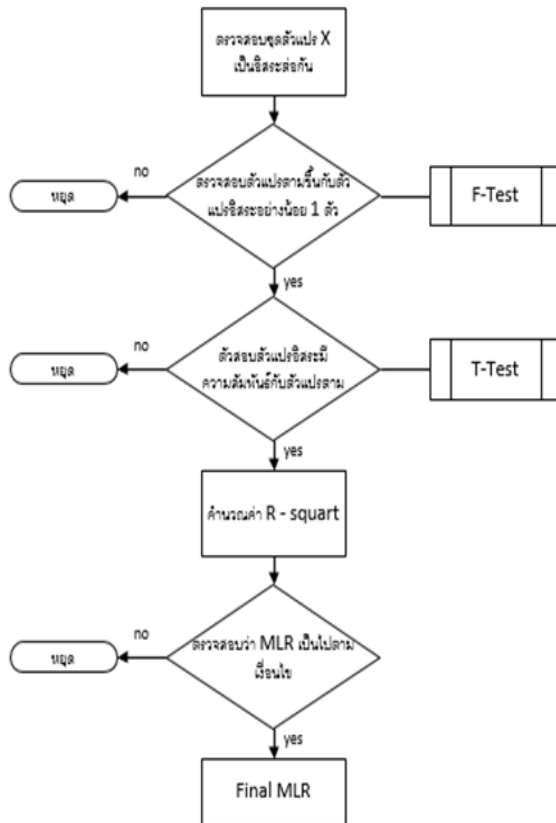 ตรวจสอบชุดตัวแปร X
เป็นอิสระต่อกัน
no
ตรวจสอบตัวแปรตามขึ้นกับตัว
แปรอิสระอย่างน้อย 1 ตัว
หยุด
F-Test
yes
no
ตัวสอบตัวแปรอิสระมี
ความสัมพันธ์กับตัวแปรตาม
หยุด
T-Test
yes
คำนวณค่า R - squart
no
ตรวจสอบว่า MLR เป็นไปตาม
เงื่อนไข
หยุด
yes
Final MLR